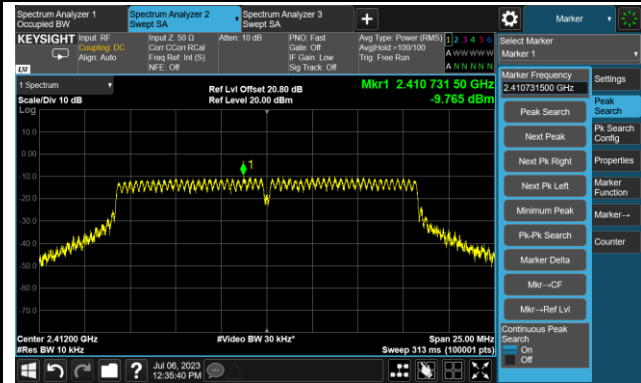 Spectrum Analyzer 1
Occupied BW
Spectrum Analyzer 2
Swept SA
Spectrum Analyzer 3
Swept SA
+
Marker
KEYSIGHT
Input: RF
Coupling: DC
Align: Auto
Input Z: 50 Ω
Corr CCorr RCal
Freq Ref: Int (S)
NFE: Off
Atten: 10 dB
PNO: Fast
Gate: Off
IF Gain: Low
Sig Track: Off
Avg Type: Power (RMS)
Avg|Hold >100/100
Trig: Free Run
1 2 3 4 5 6
A W W W W W
A N N N N N
LXI
Select Marker
Marker 1
1 Spectrum
Scale/Div 10 dB
Log
Ref Lvl Offset 20.80 dB
Ref Level 20.00 dBm
Mkr1 2.410 731 50 GHz
-9.765 dBm
10.0
0.00
-10.0
-20.0
-30.0
-40.0
-50.0
-60.0
-70.0
1
Center 2.41200 GHz
#Res BW 10 kHz
#Video BW 30 kHz*
Span 25.00 MHz
Sweep 313 ms (100001 pts)
Marker Frequency
2.410731500 GHz
Peak Search
Next Peak
Next Pk Right
Next Pk Left
Minimum Peak
Pk-Pk Search
Marker Delta
Mkr→CF
Mkr→Ref Lvl
Continuous Peak
Search
On
Off
Settings
Peak
Search
Pk Search
Config
Properties
Marker
Function
Marker→
Counter
?
Jul 06, 2023
12:35:40 PM